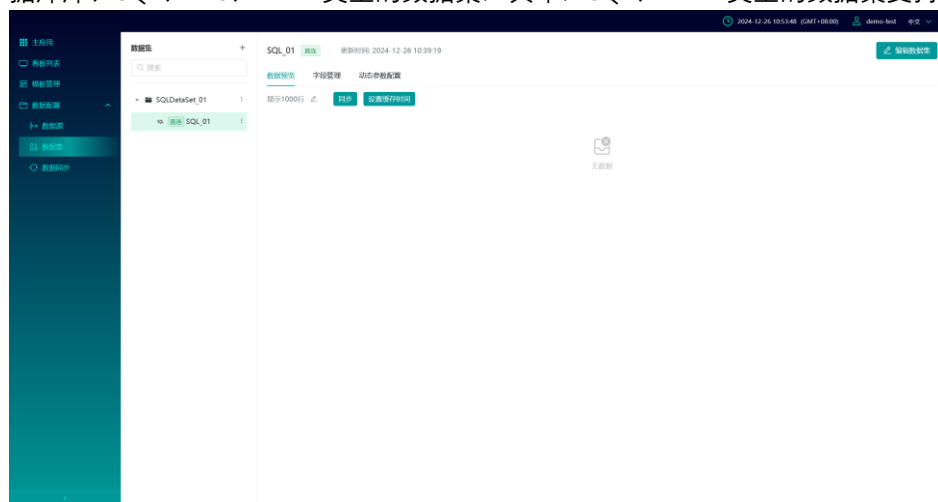 2024-12-26 10:53:48 (GMT+08:00) demo-test 中文
主应用
看板列表
模板管理
数据配置
数据源
数据集
数据同步
数据集 +
搜索
SQLDataSet_01
SQL 直连 SQL_01
SQL_01 直连 更新时间: 2024-12-26 10:39:19 编辑数据集
数据预览 字段管理 动态参数配置
显示1000行 同步 设置缓存时间
无数据